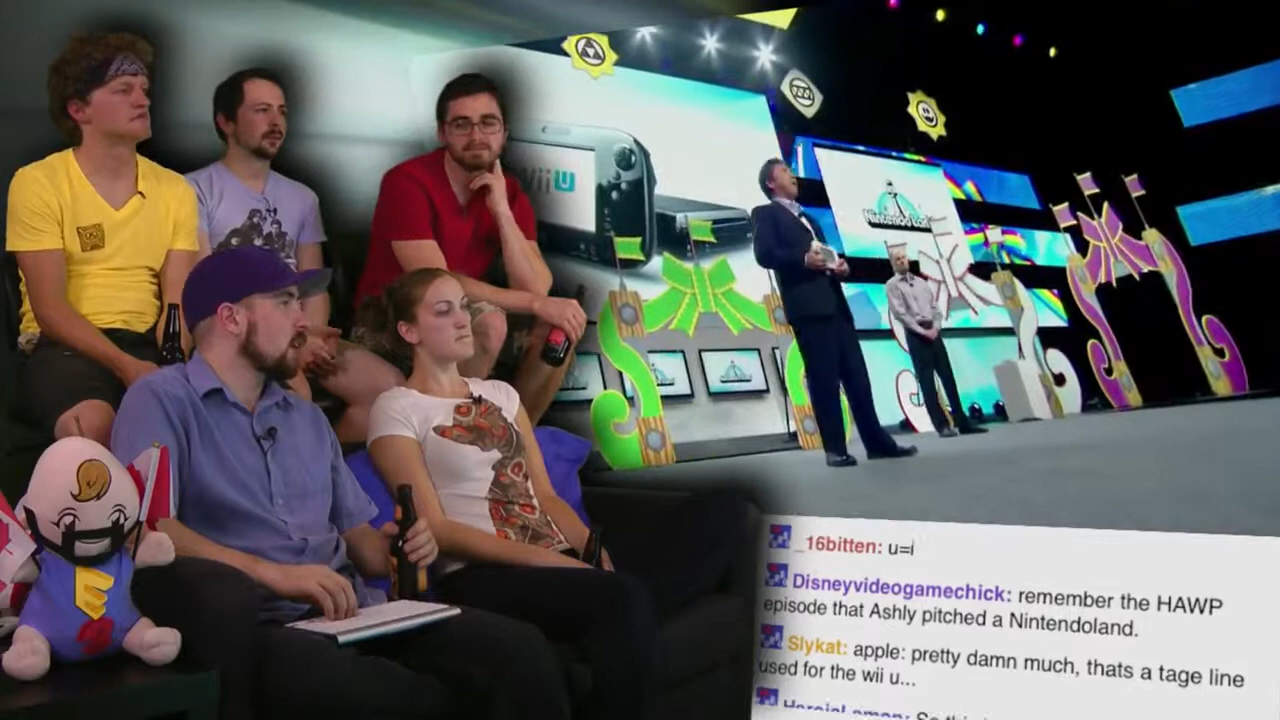 Wii U
Nintendo Land
_16bitten: u=i
Disneyvideogamechick: remember the HAWP
episode that Ashly pitched a Nintendoland.
Slykat: apple: pretty damn much, thats a tage line
used for the wii u...